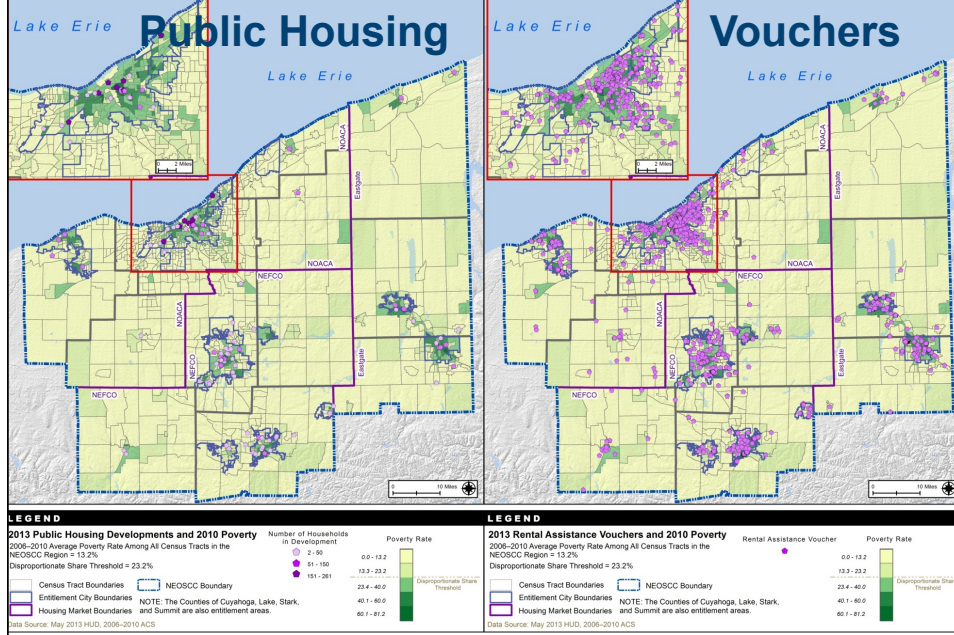 Public Housing
Lake Erie
Lake Erie
0 2 Miles
NOACA
Eastgate
NOACA
NEFCO
NOACA
NEFCO
Eastgate
NEFCO
0 10 Miles
Vouchers
Lake Erie
Lake Erie
0 2 Miles
NOACA
Eastgate
NOACA
NEFCO
NOACA
NEFCO
Eastgate
NEFCO
0 10 Miles
LEGEND
2013 Public Housing Developments and 2010 Poverty
2006–2010 Average Poverty Rate Among All Census Tracts in the
NEOSCC Region = 13.2%
Disproportionate Share Threshold = 23.2%
Census Tract Boundaries
NEOSCC Boundary
Entitlement City Boundaries
Housing Market Boundaries
NOTE: The Counties of Cuyahoga, Lake, Stark,
and Summit are also entitlement areas.
Data Source: May 2013 HUD, 2006–2010 ACS
Number of Households
in Development
2 - 50
51 - 150
151 - 261
Poverty Rate
0.0 - 13.2
13.3 - 23.2
23.4 - 40.0
40.1 - 60.0
60.1 - 81.2
Disproportionate Share
Threshold
LEGEND
2013 Rental Assistance Vouchers and 2010 Poverty
2006–2010 Average Poverty Rate Among All Census Tracts in the
NEOSCC Region = 13.2%
Disproportionate Share Threshold = 23.2%
Census Tract Boundaries
NEOSCC Boundary
Entitlement City Boundaries
Housing Market Boundaries
NOTE: The Counties of Cuyahoga, Lake, Stark,
and Summit are also entitlement areas.
Data Source: May 2013 HUD, 2006–2010 ACS
Rental Assistance Voucher
Poverty Rate
0.0 - 13.2
13.3 - 23.2
23.4 - 40.0
40.1 - 60.0
60.1 - 81.2
Disproportionate Share
Threshold